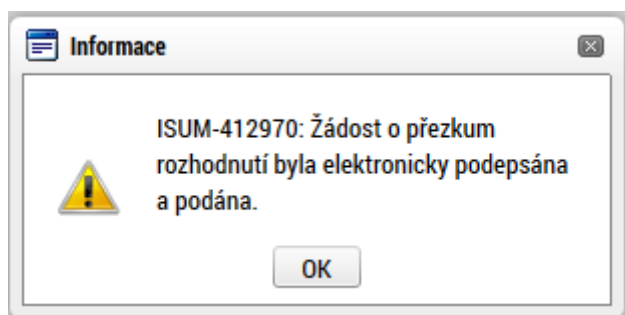 Informace
ISUM-412970: Žádost o přezkum
rozhodnutí byla elektronicky podepsána
a podána.
OK